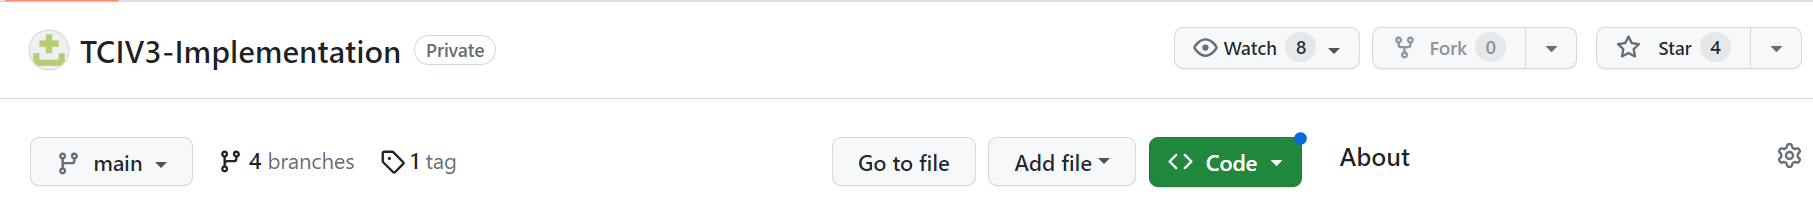 TCIV3-Implementation Private Watch 8 Fork 0 Star 4
main 4 branches 1 tag Go to file Add file <> Code About